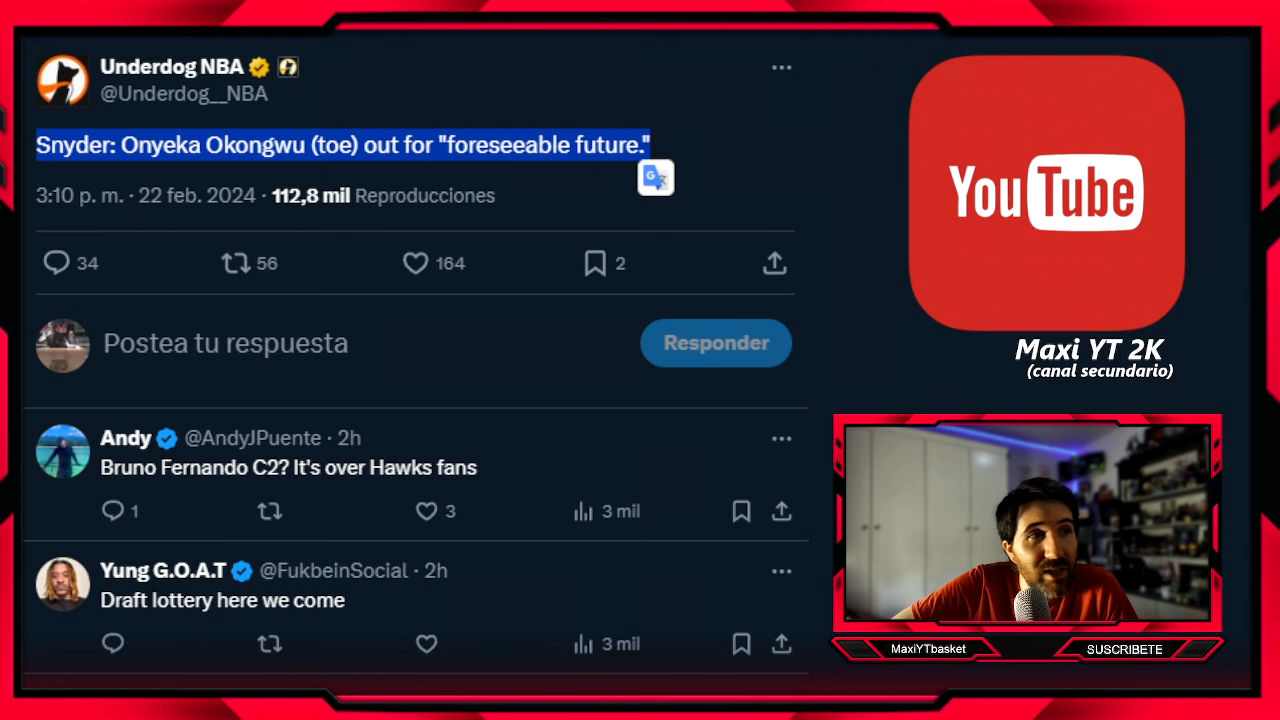 Underdog NBA
@Underdog__NBA
Snyder: Onyeka Okongwu (toe) out for "foreseeable future."
3:10 p. m. · 22 feb. 2024 · 112,8 mil Reproducciones
34 56 164 2
Postea tu respuesta
Responder
Andy @AndyJPuente · 2h
Bruno Fernando C2? It's over Hawks fans
1 3 3 mil
Yung G.O.A.T @FukbeinSocial · 2h
Draft lottery here we come
3 mil
YouTube
Maxi YT 2K
(canal secundario)
MaxiYTbasket
SUSCRIBETE